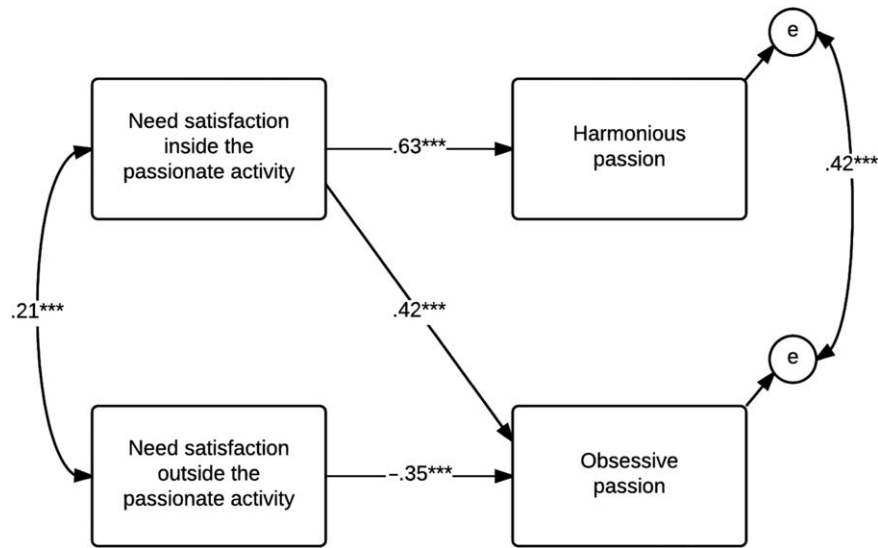 e
Need satisfaction
inside the
passionate activity
.63***
Harmonious
passion
.42***
.21***
.42***
e
Need satisfaction
outside the
passionate activity
-.35***
Obsessive
passion